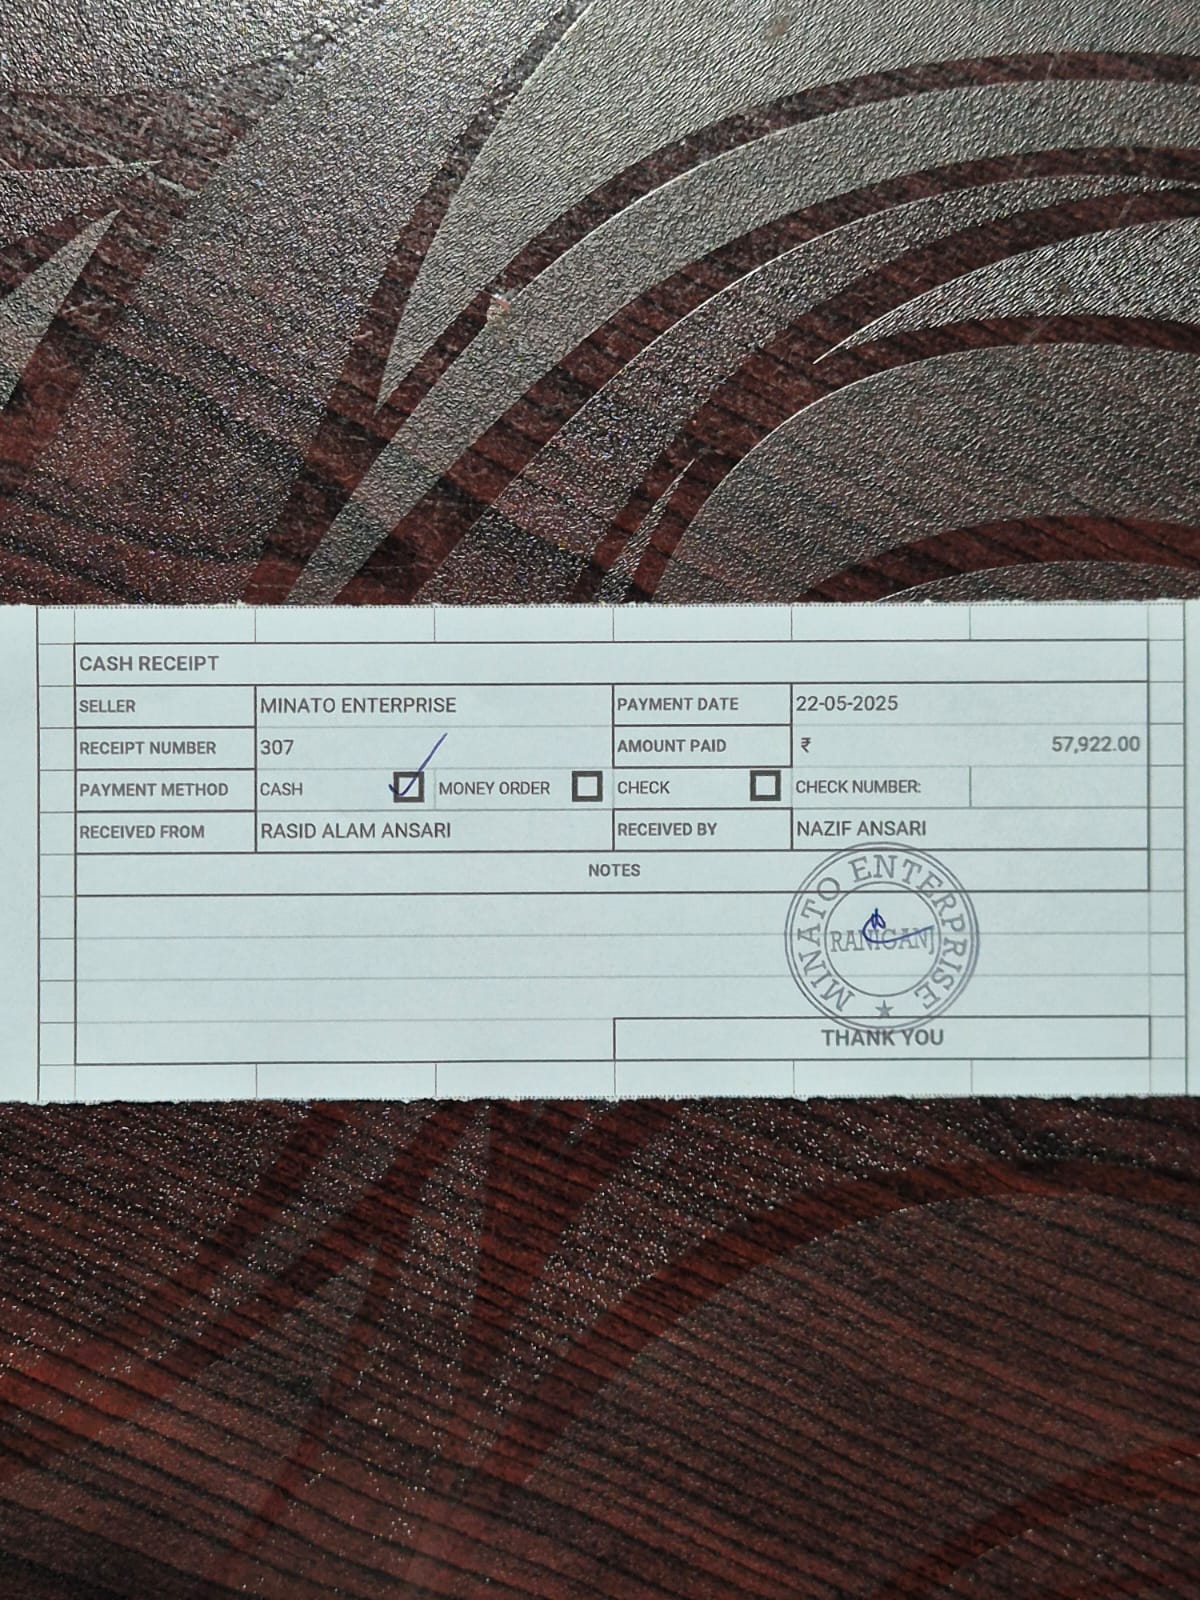 CASH RECEIPT
SELLER MINATO ENTERPRISE PAYMENT DATE 22-05-2025
RECEIPT NUMBER 307 AMOUNT PAID ₹ 57,922.00
PAYMENT METHOD CASH MONEY ORDER CHECK CHECK NUMBER:
RECEIVED FROM RASID ALAM ANSARI RECEIVED BY NAZIF ANSARI
NOTES
MINATO ENTERPRISE
RANIGANJ
THANK YOU